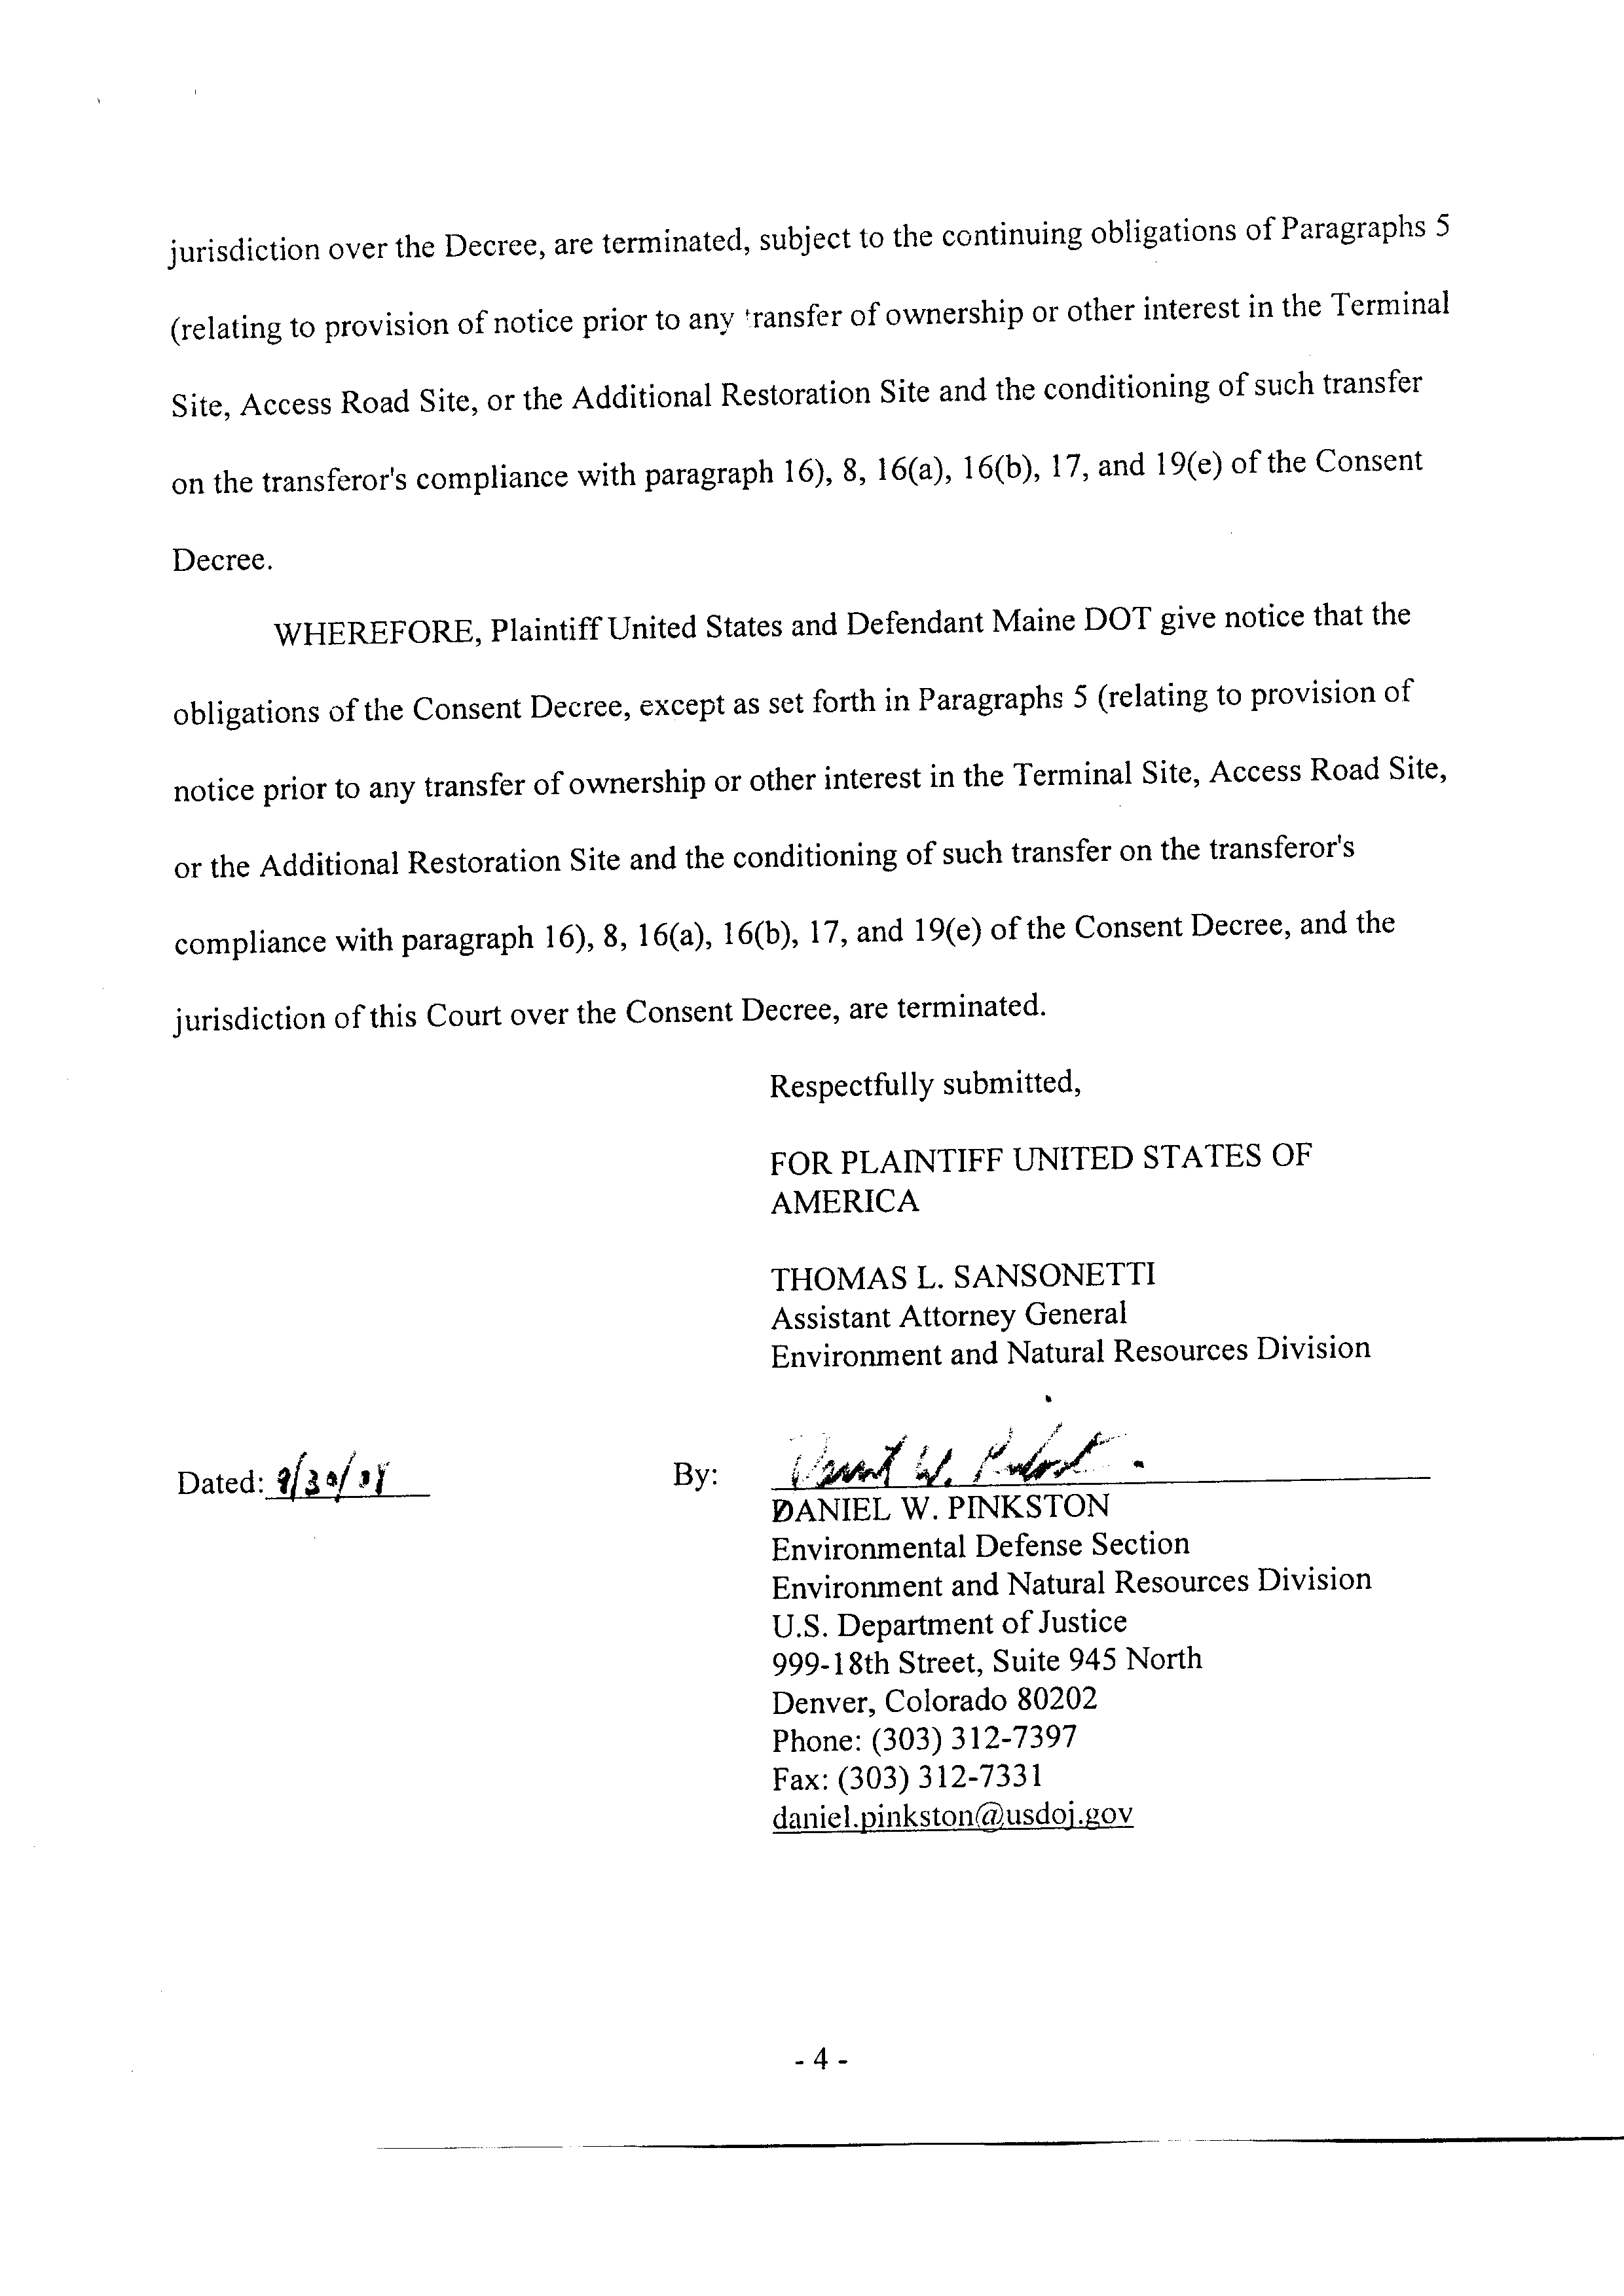 jurisdiction over the Decree, are terminated, subject to the continuing obligations of Paragraphs 5
(relating to provision of notice prior to any transfer of ownership or other interest in the Terminal
Site, Access Road Site, or the Additional Restoration Site and the conditioning of such transfer
on the transferor's compliance with paragraph 16), 8, 16(a), 16(b), 17, and 19(e) of the Consent
Decree.
WHEREFORE, Plaintiff United States and Defendant Maine DOT give notice that the
obligations of the Consent Decree, except as set forth in Paragraphs 5 (relating to provision of
notice prior to any transfer of ownership or other interest in the Terminal Site, Access Road Site,
or the Additional Restoration Site and the conditioning of such transfer on the transferor's
compliance with paragraph 16), 8, 16(a), 16(b), 17, and 19(e) of the Consent Decree, and the
jurisdiction of this Court over the Consent Decree, are terminated.
Respectfully submitted,
FOR PLAINTIFF UNITED STATES OF
AMERICA
THOMAS L. SANSONETTI
Assistant Attorney General
Environment and Natural Resources Division
Dated: By:
DANIEL W. PINKSTON
Environmental Defense Section
Environment and Natural Resources Division
U.S. Department of Justice
999-18th Street, Suite 945 North
Denver, Colorado 80202
Phone: (303) 312-7397
Fax: (303) 312-7331
daniel.pinkston@usdoj.gov
- 4 -